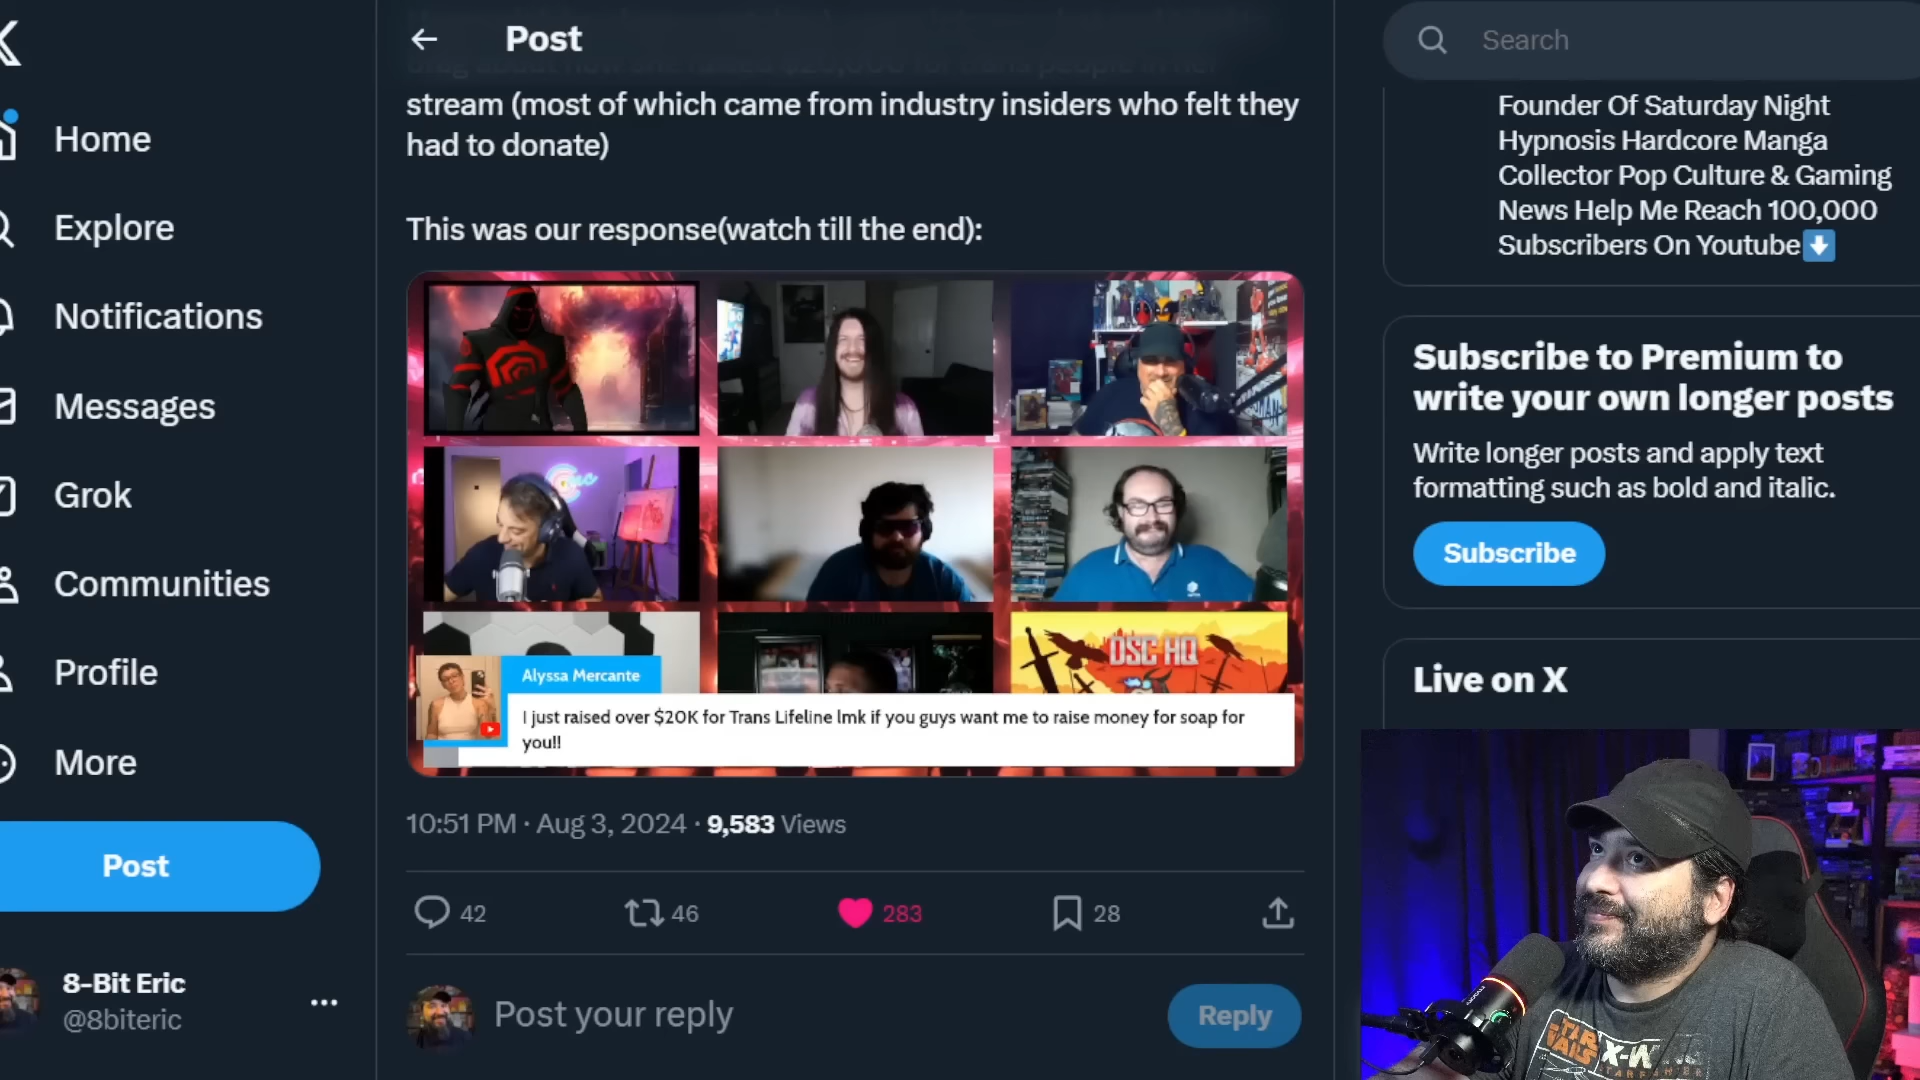 Post
stream (most of which came from industry insiders who felt they
had to donate)
This was our response(watch till the end):
Home
Explore
Notifications
Messages
Grok
Communities
Profile
More
Post
8-Bit Eric
@8biteric
DSC HQ
Alyssa Mercante
I just raised over $20K for Trans Lifeline lmk if you guys want me to raise money for soap for
you!!
10:51 PM · Aug 3, 2024 · 9,583 Views
42
46
283
28
Post your reply
Reply
Search
Founder Of Saturday Night
Hypnosis Hardcore Manga
Collector Pop Culture & Gaming
News Help Me Reach 100,000
Subscribers On Youtube
Subscribe to Premium to
write your own longer posts
Write longer posts and apply text
formatting such as bold and italic.
Subscribe
Live on X
STAR
WARS